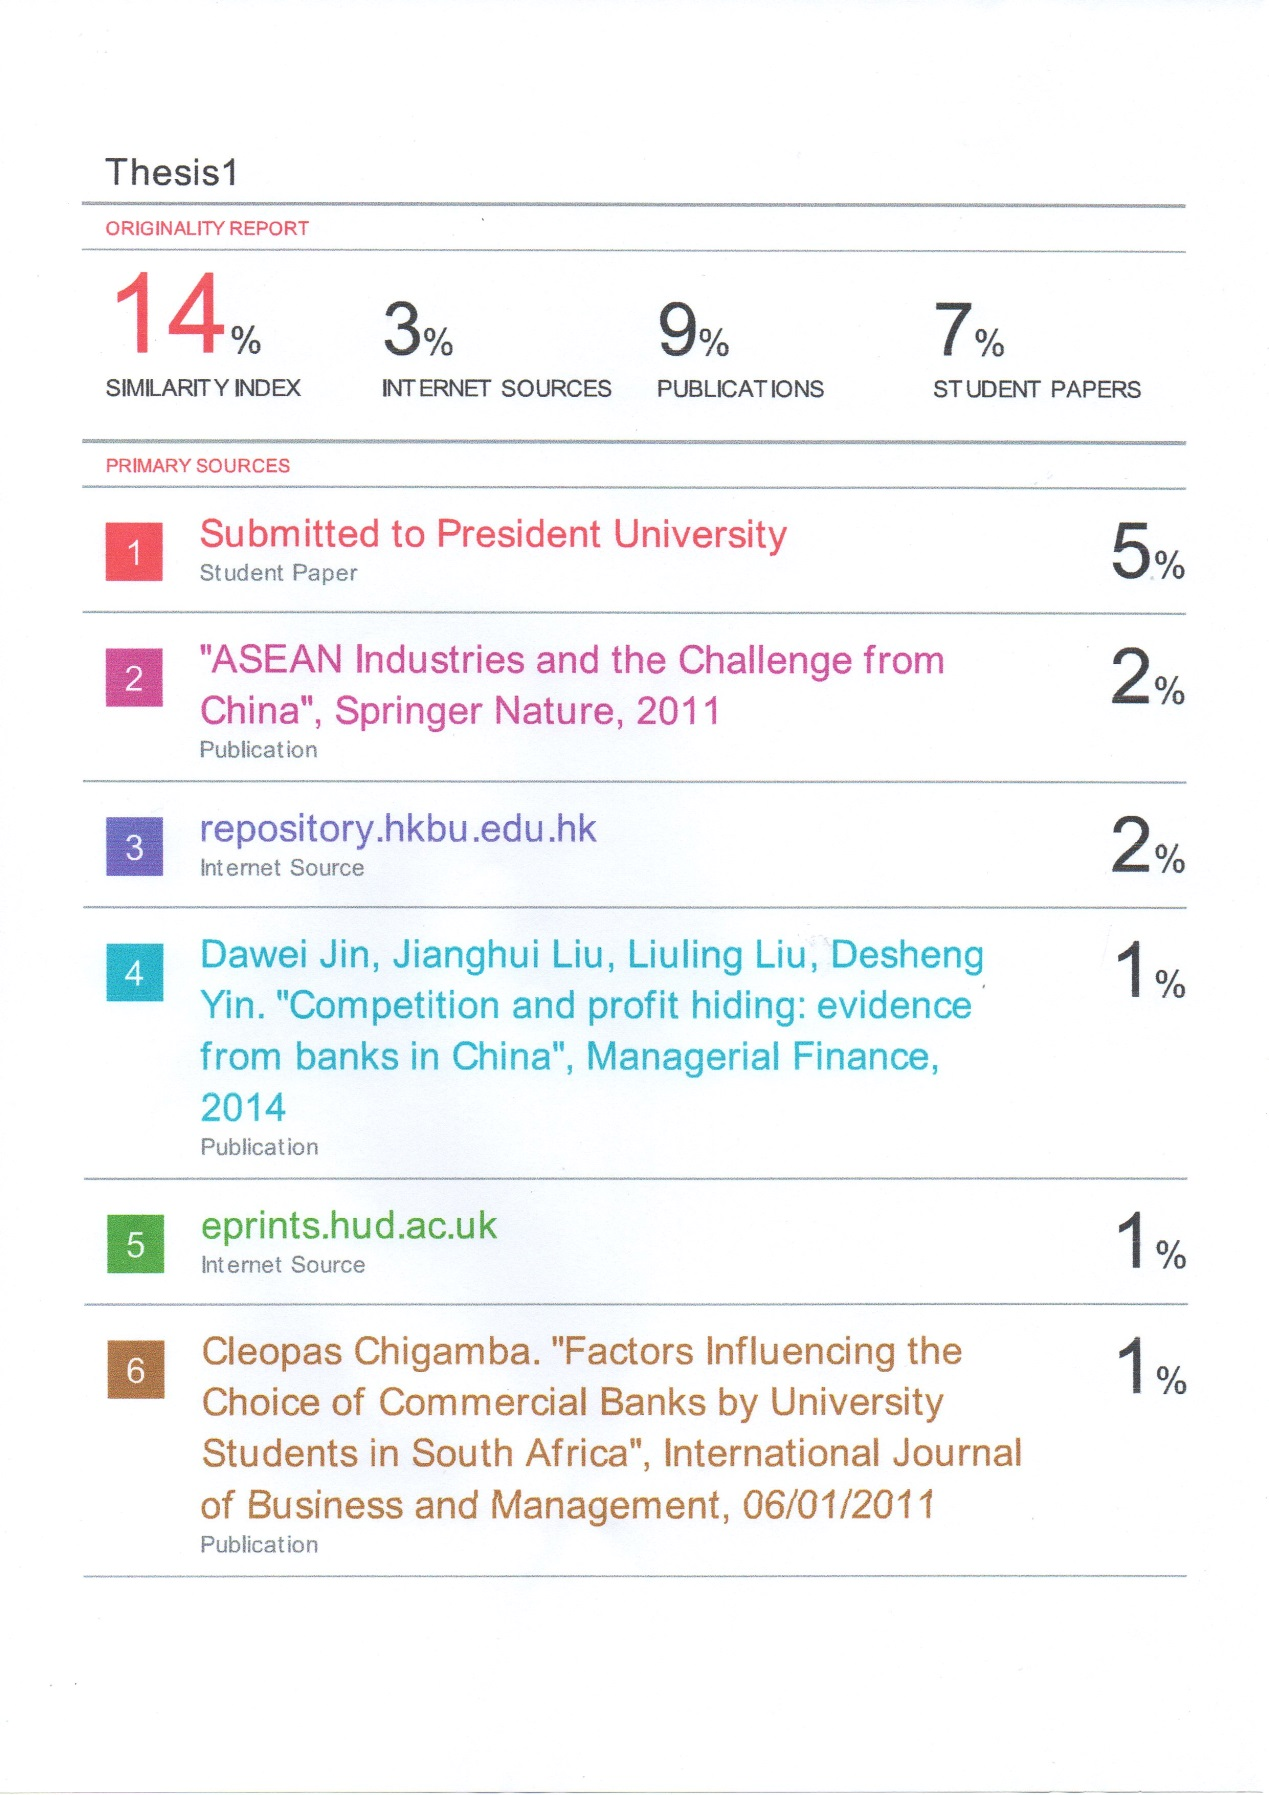 Thesis1
ORIGINALITY REPORT
14%
3%
9%
7%
SIMILARITY INDEX
INTERNET SOURCES
PUBLICATIONS
STUDENT PAPERS
PRIMARY SOURCES
1
Submitted to President University
Student Paper
5%
2
"ASEAN Industries and the Challenge from
China", Springer Nature, 2011
Publication
2%
3
repository.hkbu.edu.hk
Internet Source
2%
4
Dawei Jin, Jianghui Liu, Liuling Liu, Desheng
Yin. "Competition and profit hiding: evidence
from banks in China", Managerial Finance,
2014
Publication
1%
5
eprints.hud.ac.uk
Internet Source
1%
6
Cleopas Chigamba. "Factors Influencing the
Choice of Commercial Banks by University
Students in South Africa", International Journal
of Business and Management, 06/01/2011
Publication
1%